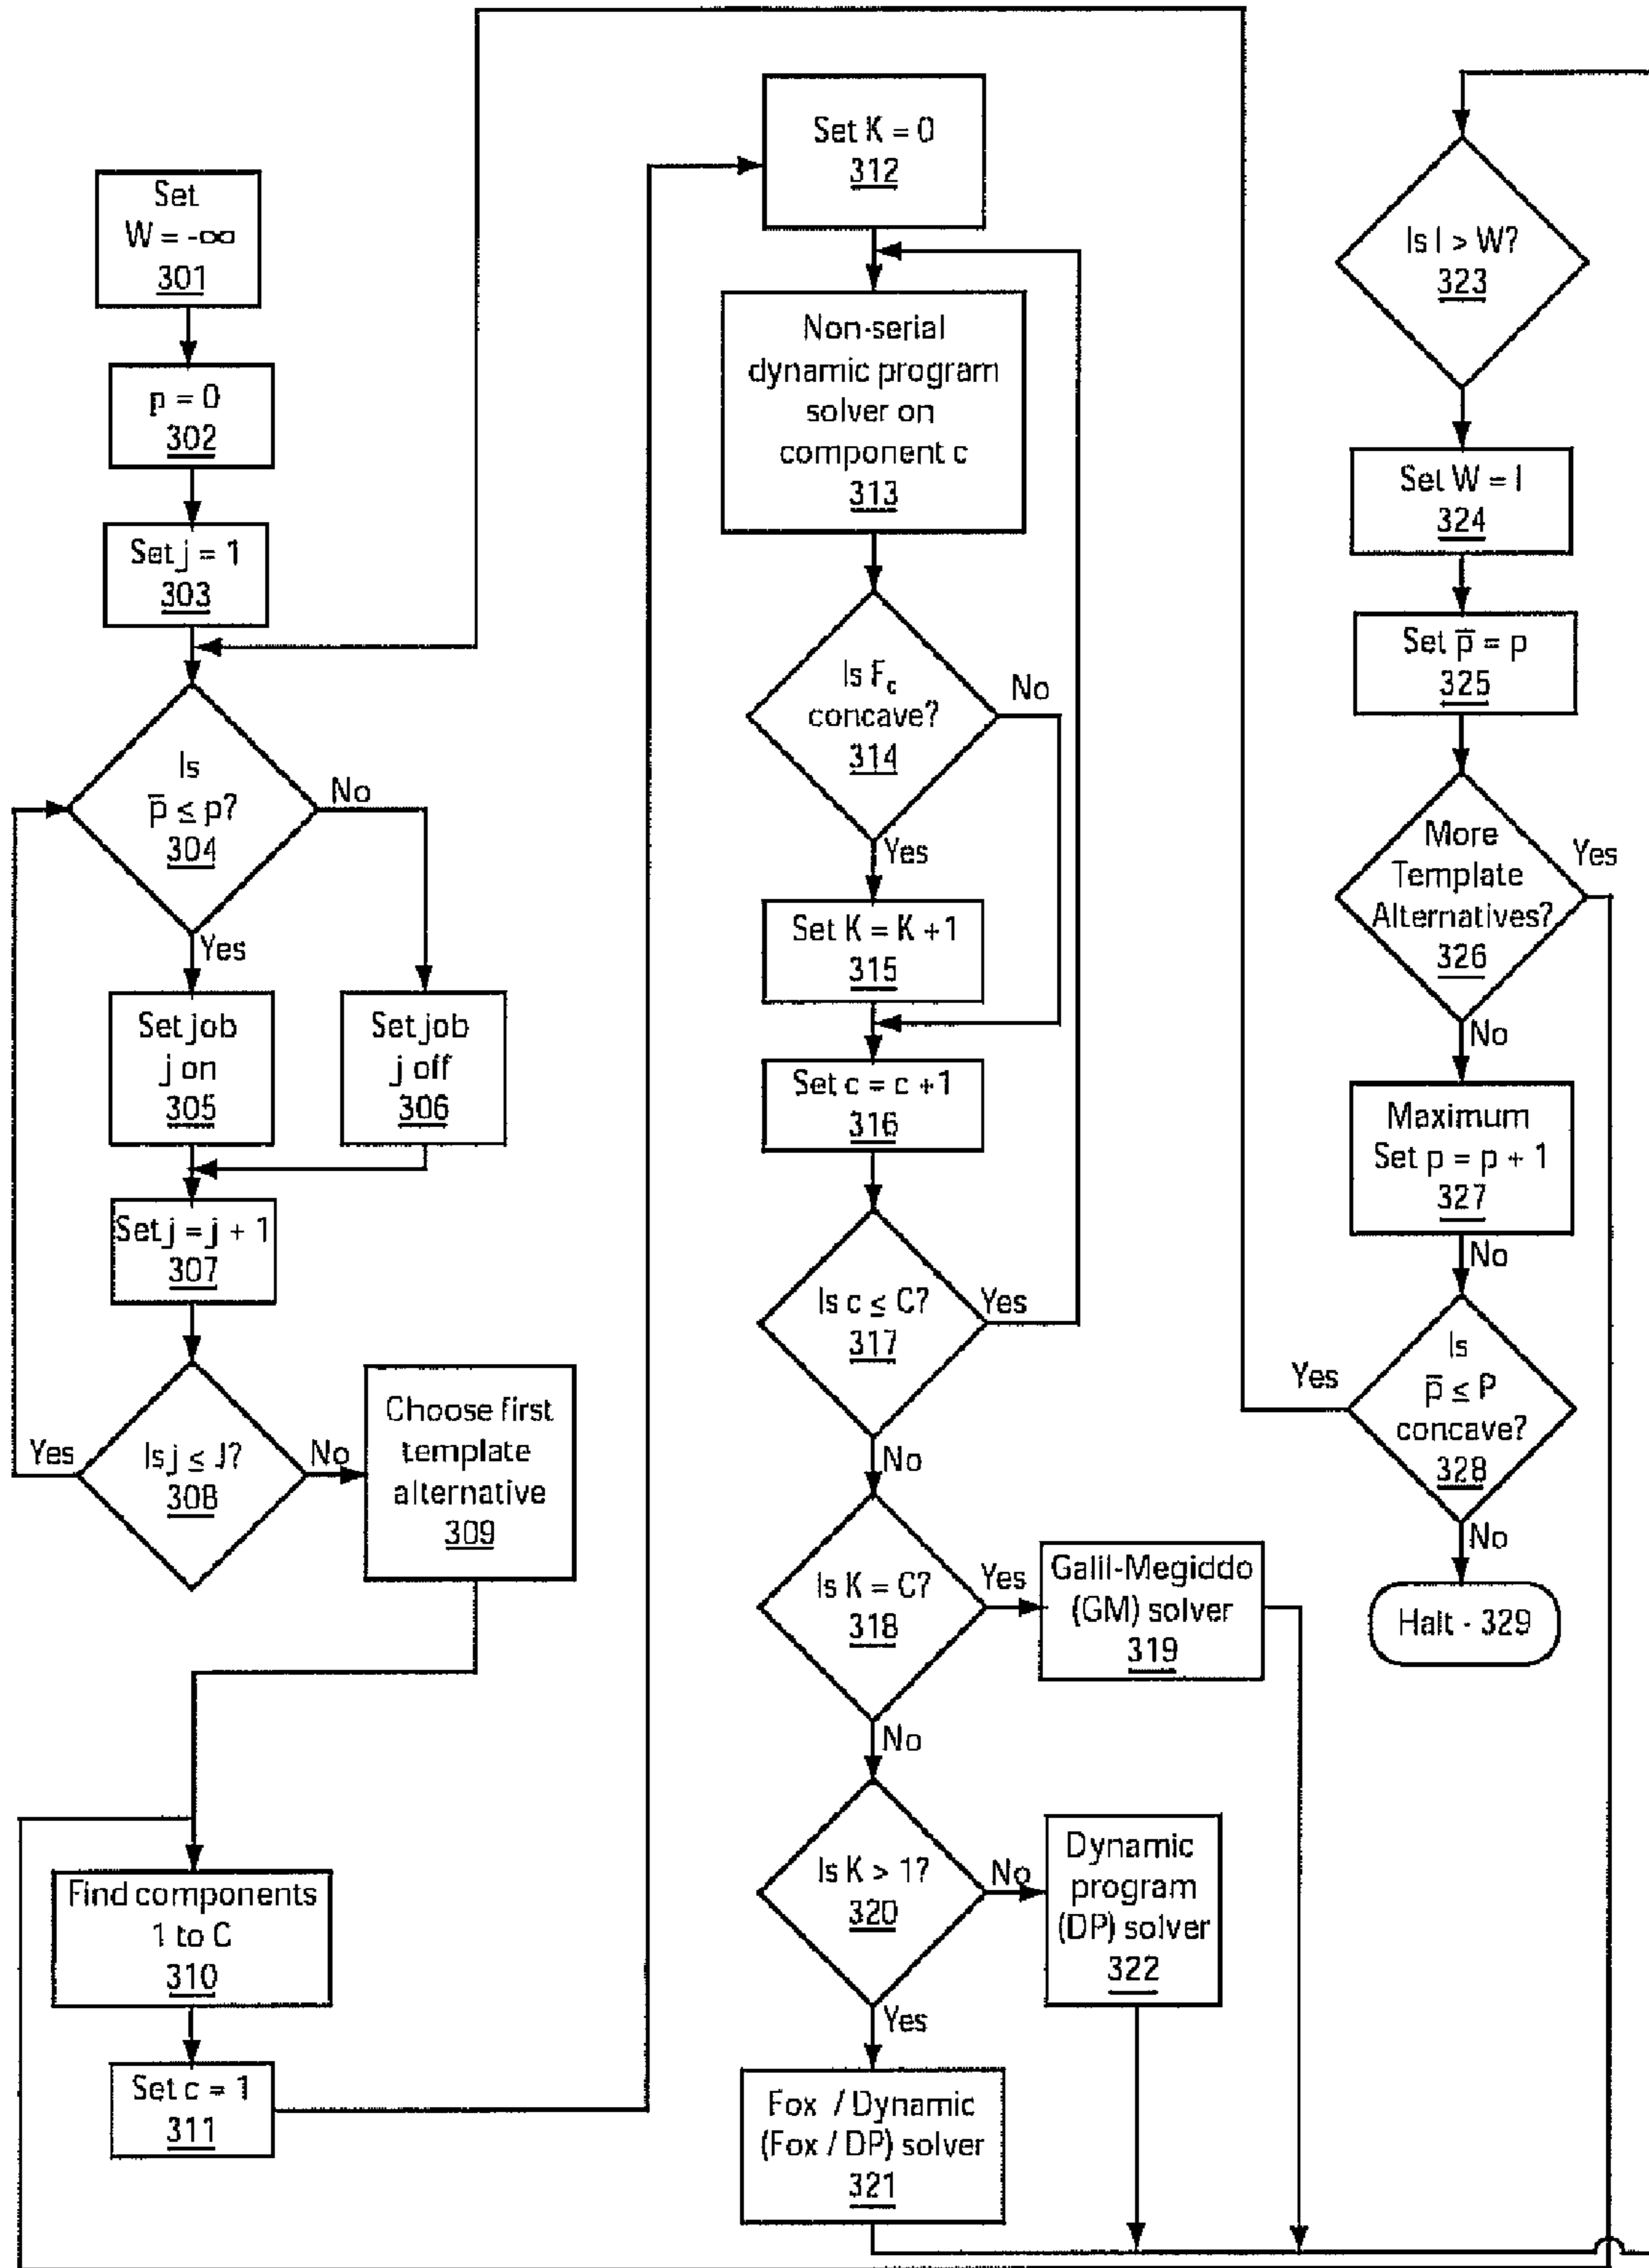 Set
W = -∞
301
p = 0
302
Set j = 1
303
Is
p̄ ≤ p?
304
No
Yes
Set job
j on
305
Set job
j off
306
Set j = j + 1
307
Is j ≤ J?
308
Yes
No
Choose first
template
alternative
309
Find components
1 to C
310
Set c = 1
311
Set K = 0
312
Non-serial
dynamic program
solver on
component c
313
Is Fc
concave?
314
No
Yes
Set K = K +1
315
Set c = c +1
316
Is c ≤ C?
317
Yes
No
Is K = C?
318
Yes
Galil-Megiddo
(GM) solver
319
No
Is K > 1?
320
No
Dynamic
program
(DP) solver
322
Yes
Fox / Dynamic
(Fox / DP) solver
321
Is I > W?
323
Set W = I
324
Set p̄ = p
325
More
Template
Alternatives?
326
Yes
No
Maximum
Set p = p + 1
327
No
Is
p̄ ≤ P
concave?
328
Yes
No
Halt - 329